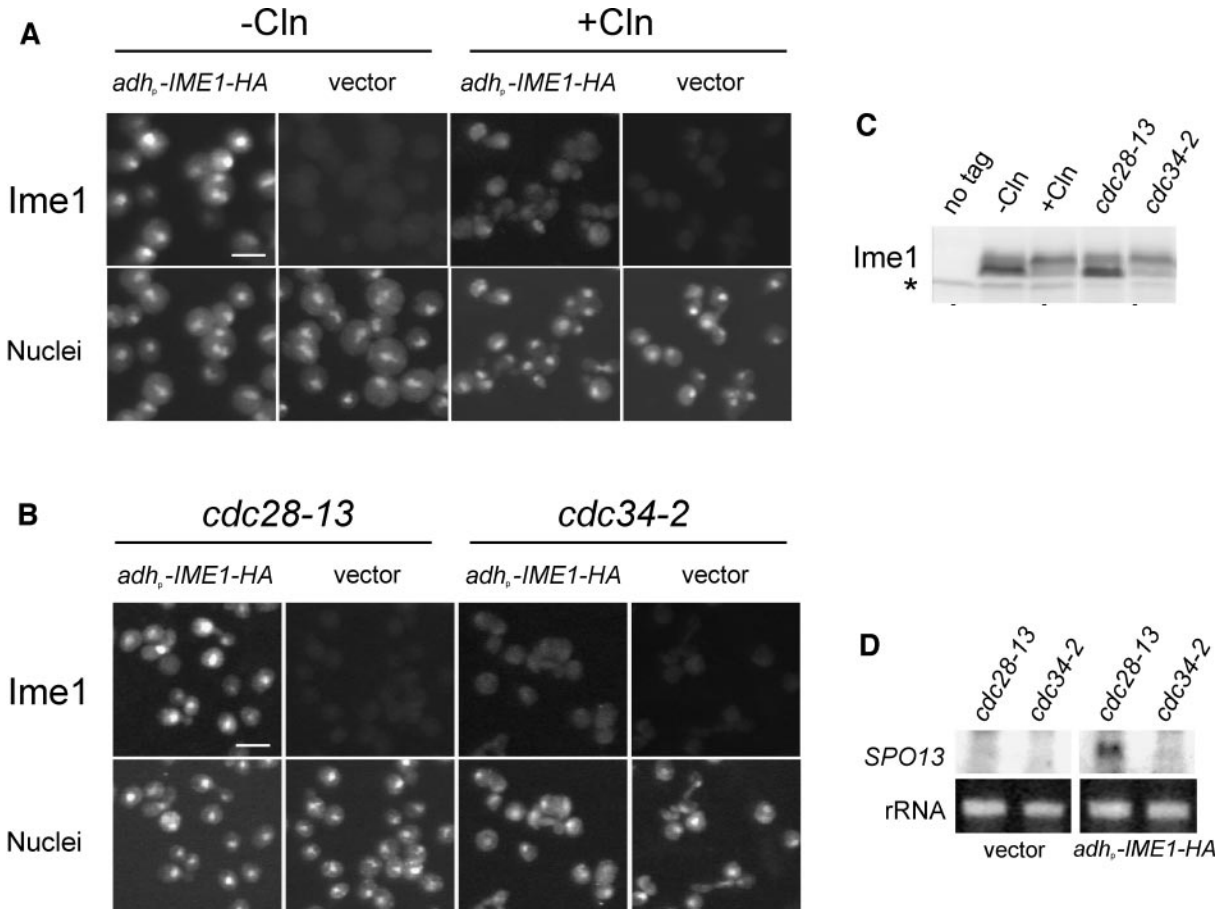 A
-Cln +Cln
adhₚ-IME1-HA vector adhₚ-IME1-HA vector
Ime1
Nuclei
B
cdc28-13 cdc34-2
adhₚ-IME1-HA vector adhₚ-IME1-HA vector
Ime1
Nuclei
C
no tag -Cln +Cln cdc28-13 cdc34-2
Ime1
*
D
cdc28-13 cdc34-2 cdc28-13 cdc34-2
SPO13
rRNA
vector adhₚ-IME1-HA